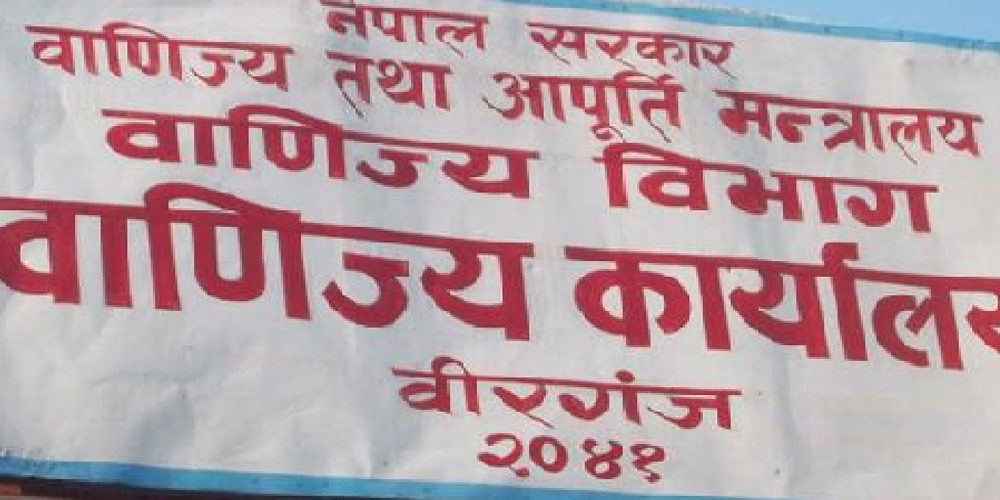 नेपाल सरकार
वाणिज्य तथा आपूर्ति मन्त्रालय
वाणिज्य विभाग
वाणिज्य कार्यालय
वीरगंज
२०४१